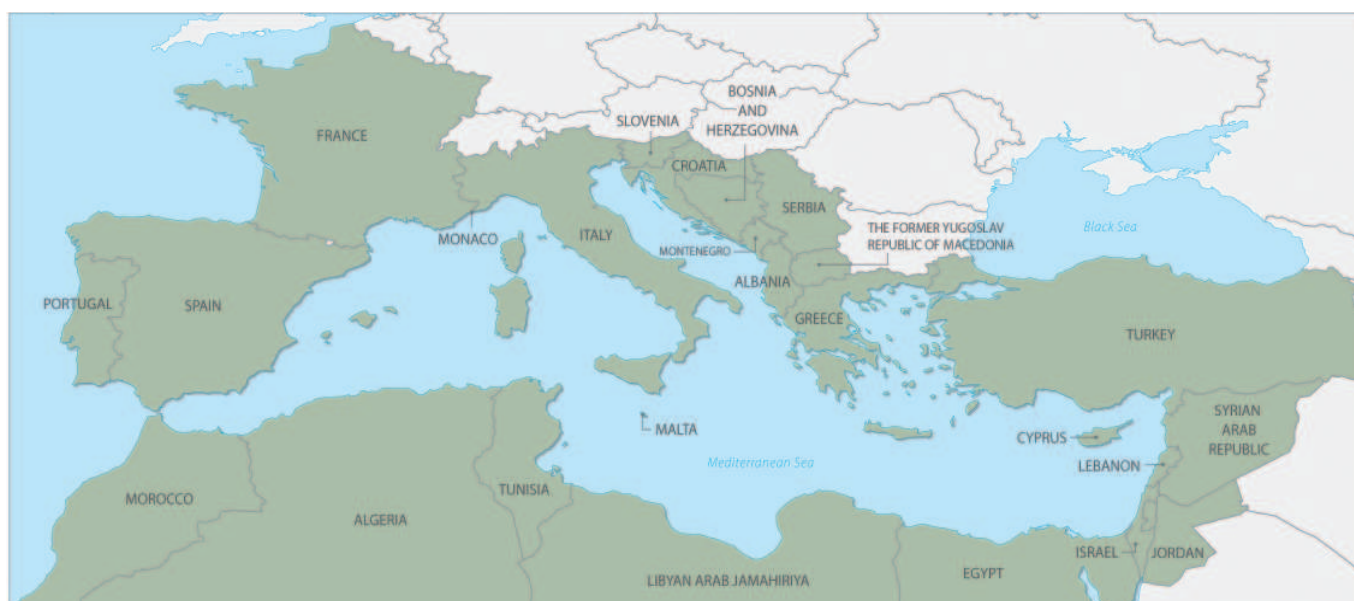 BOSNIA
AND
HERZEGOVINA
SLOVENIA
FRANCE
CROATIA
SERBIA
Black Sea
THE FORMER YUGOSLAV
REPUBLIC OF MACEDONIA
MONACO
ITALY
MONTENEGRO
ALBANIA
PORTUGAL
SPAIN
GREECE
TURKEY
SYRIAN
ARAB
REPUBLIC
MALTA
CYPRUS
Mediterranean Sea
LEBANON
MOROCCO
TUNISIA
ALGERIA
ISRAEL
JORDAN
LIBYAN ARAB JAMAHIRIYA
EGYPT